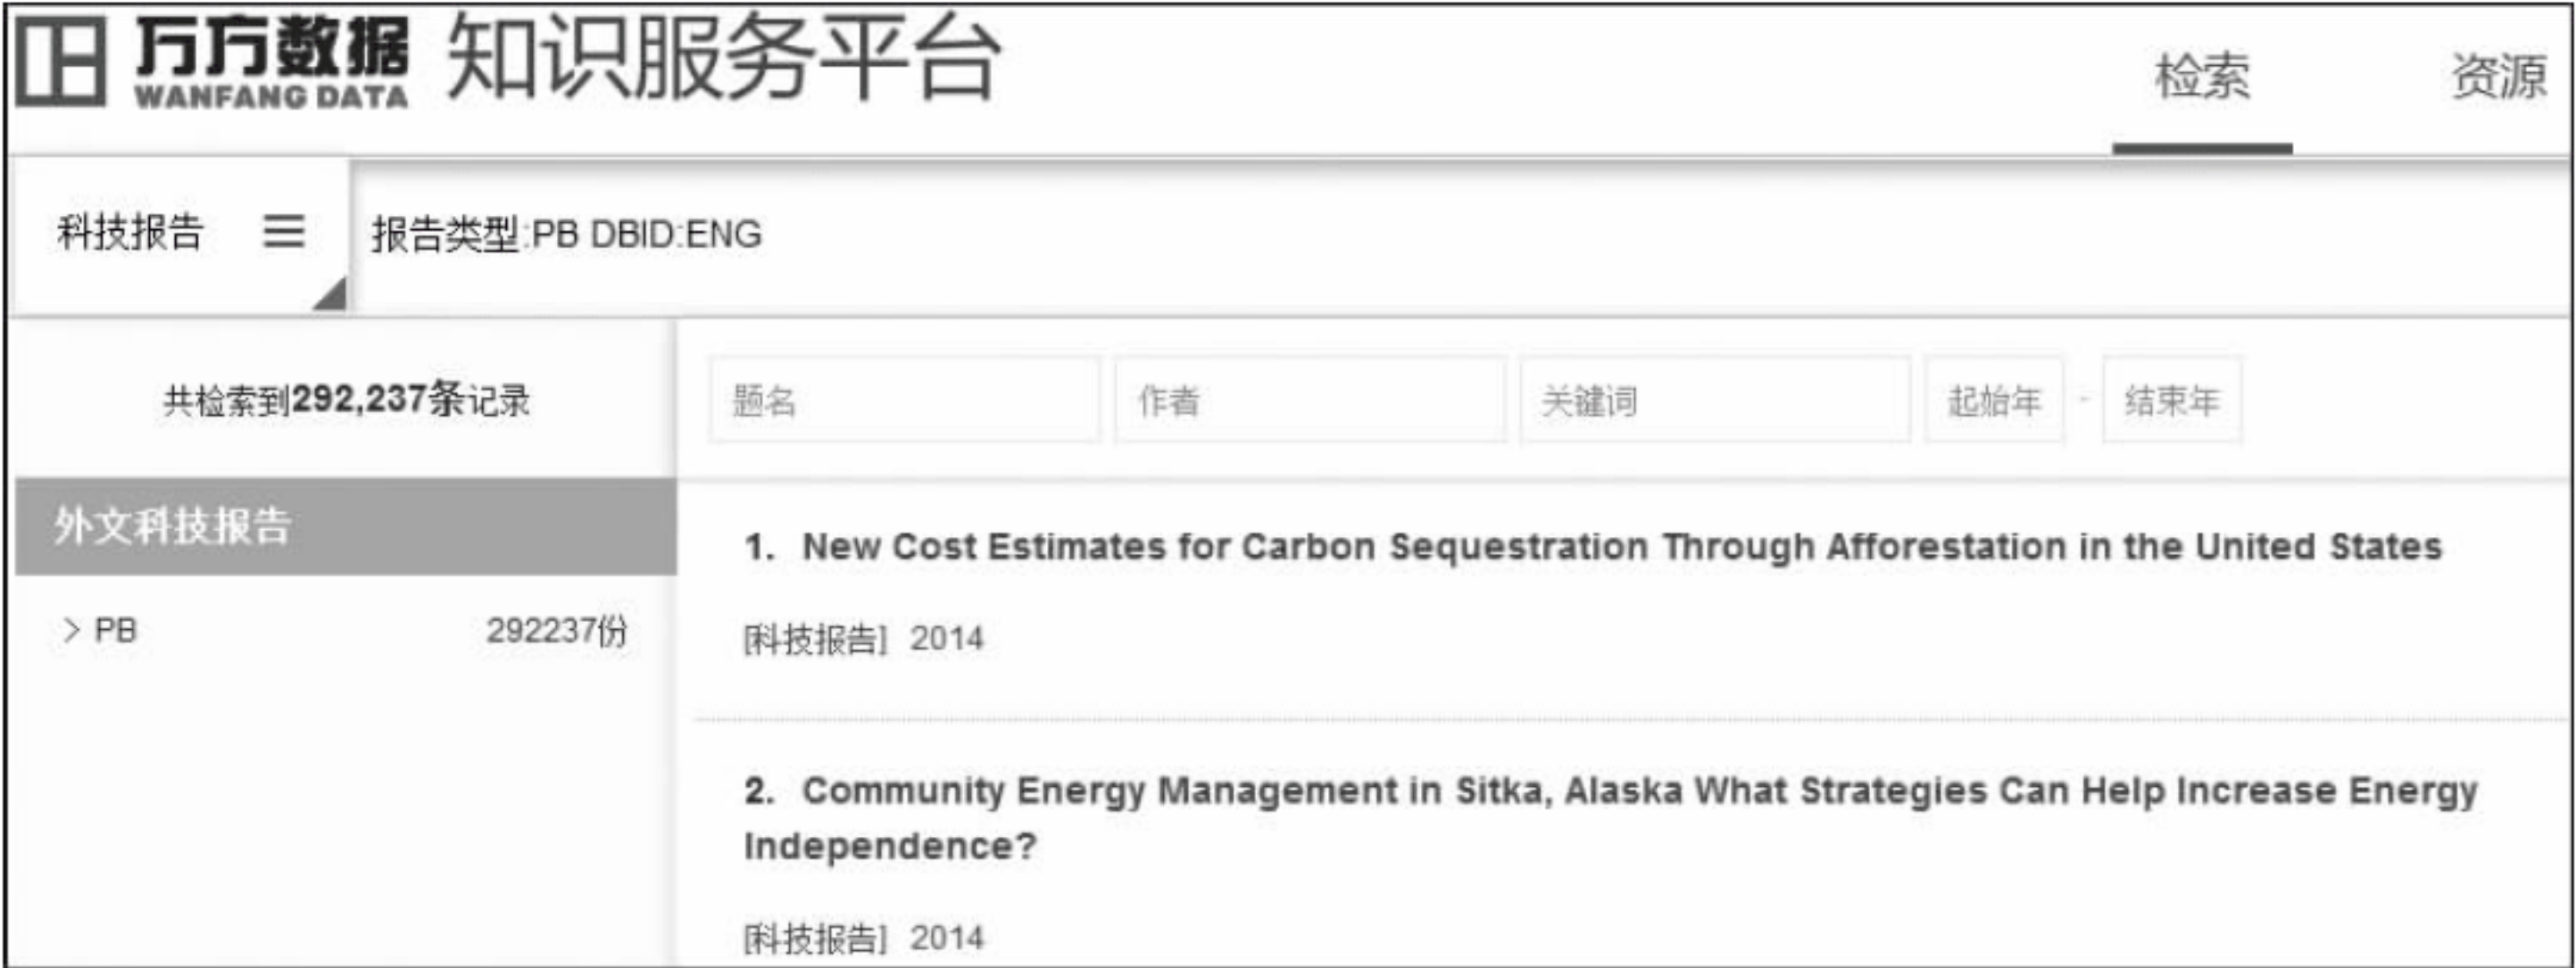 万方数据 知识服务平台
WANFANG DATA
检索 资源
科技报告 报告类型:PB DBID:ENG
共检索到292,237条记录
题名 作者 关键词 起始年 - 结束年
外文科技报告
> PB 292237份
1. New Cost Estimates for Carbon Sequestration Through Afforestation in the United States
[科技报告] 2014
2. Community Energy Management in Sitka, Alaska What Strategies Can Help Increase Energy
Independence?
[科技报告] 2014